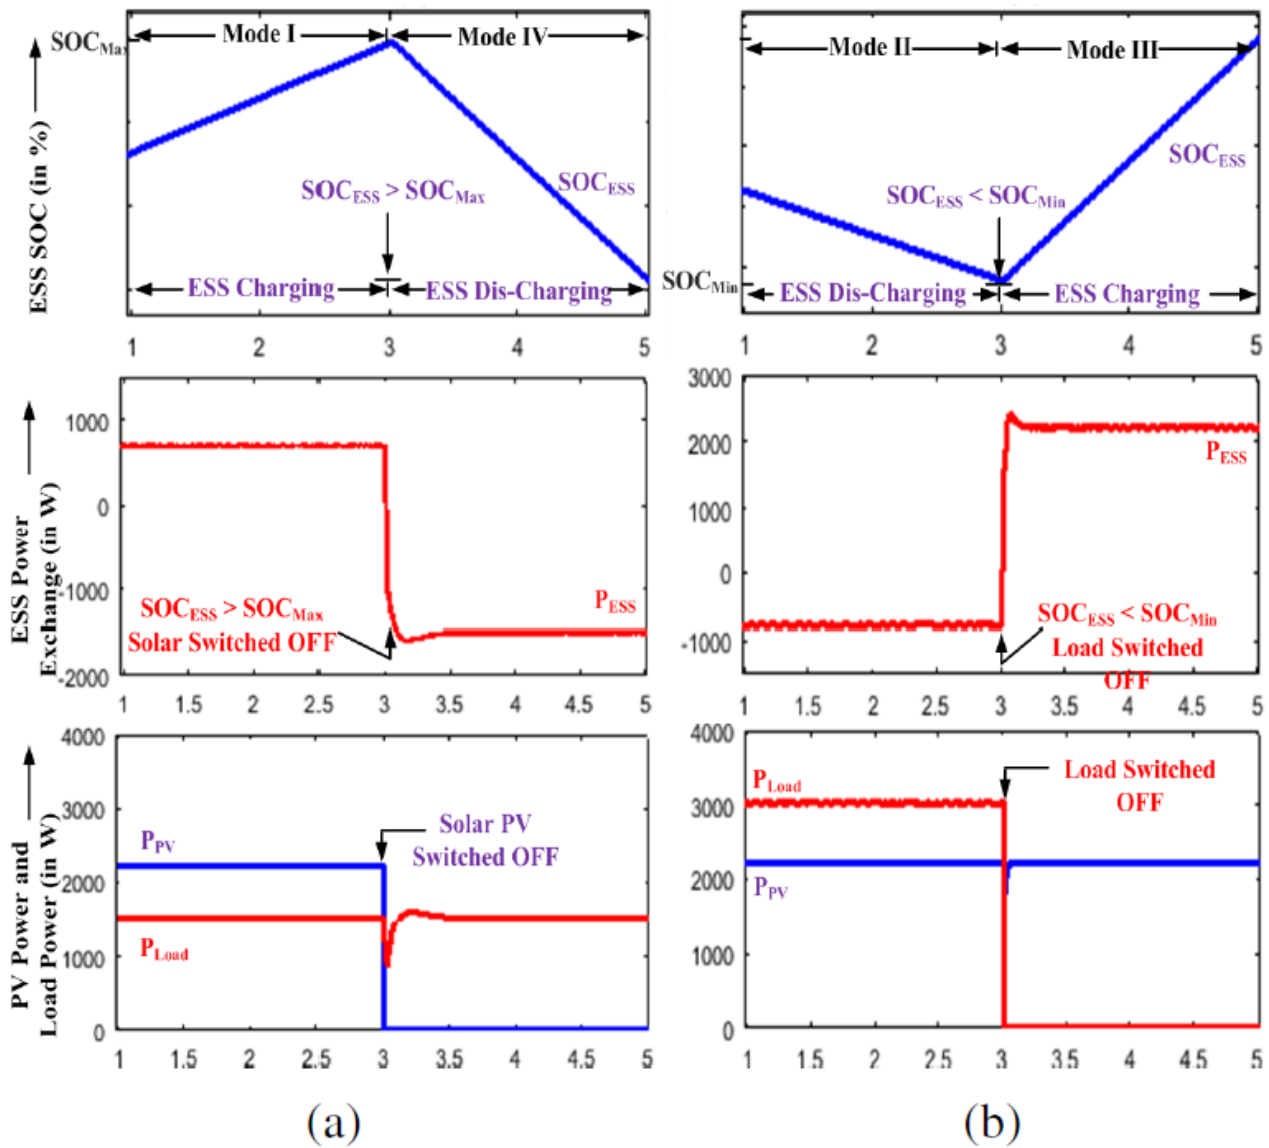 SOCMax
Mode I
Mode IV
SOCESS > SOCMax
SOCESS
ESS Charging
ESS Dis-Charging
ESS SOC (in %)
1 2 3 4 5
Mode II
Mode III
SOCESS
SOCESS < SOCMin
SOCMin
ESS Dis-Charging
ESS Charging
1 2 3 4 5
ESS Power
Exchange (in W)
1000
0
-1000
-2000
PESS
SOCESS > SOCMax
Solar Switched OFF
1 1.5 2 2.5 3 3.5 4 4.5 5
3000
2000
0
-1000
PESS
SOCESS < SOCMin
Load Switched
OFF
1 1.5 2 2.5 3 3.5 4 4.5 5
PV Power and
Load Power (in W)
4000
3000
2000
1000
0
PPV
Solar PV
Switched OFF
PLoad
1 1.5 2 2.5 3 3.5 4 4.5 5
4000
3000
2000
1000
0
PLoad
Load Switched
OFF
PPV
1 1.5 2 2.5 3 3.5 4 4.5 5
(a)
(b)